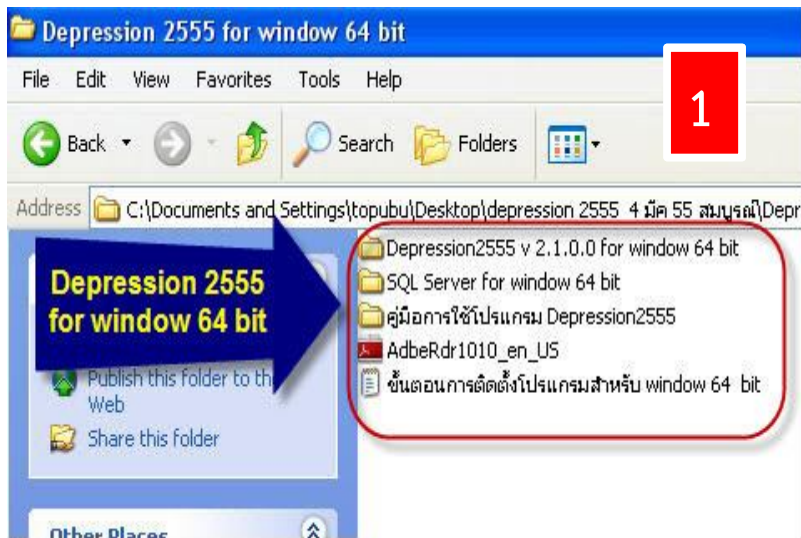 Depression 2555 for window 64 bit
File Edit View Favorites Tools Help
1
Back Search Folders
Address C:\Documents and Settings\topubu\Desktop\depression 2555 4 มีค 55 สมบูรณ์\Depr
Depression 2555
for window 64 bit
Depression2555 v 2.1.0.0 for window 64 bit
SQL Server for window 64 bit
คู่มือการใช้โปรแกรม Depression2555
AdbeRdr1010_en_US
ขั้นตอนการติดตั้งโปรแกรมสำหรับ window 64 bit
Publish this folder to the
Web
Share this folder
Other Places